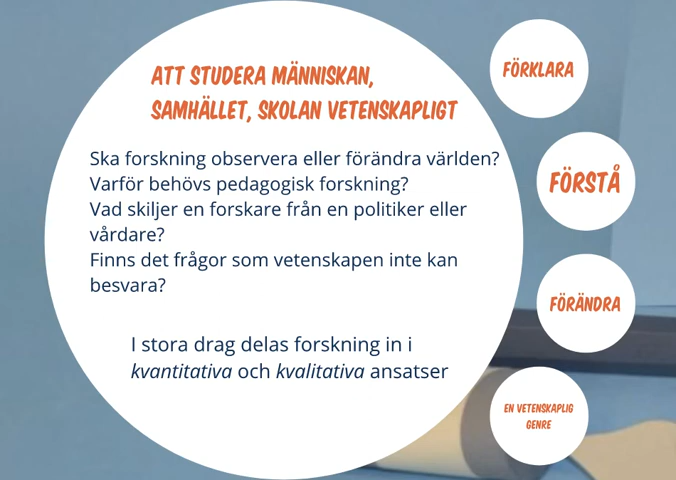 ATT STUDERA MÄNNISKAN,
SAMHÄLLET, SKOLAN VETENSKAPLIGT
Ska forskning observera eller förändra världen?
Varför behövs pedagogisk forskning?
Vad skiljer en forskare från en politiker eller
vårdare?
Finns det frågor som vetenskapen inte kan
besvara?
I stora drag delas forskning in i
kvantitativa och kvalitativa ansatser
FÖRKLARA
FÖRSTÅ
FÖRÄNDRA
EN VETENSKAPLIG
GENRE